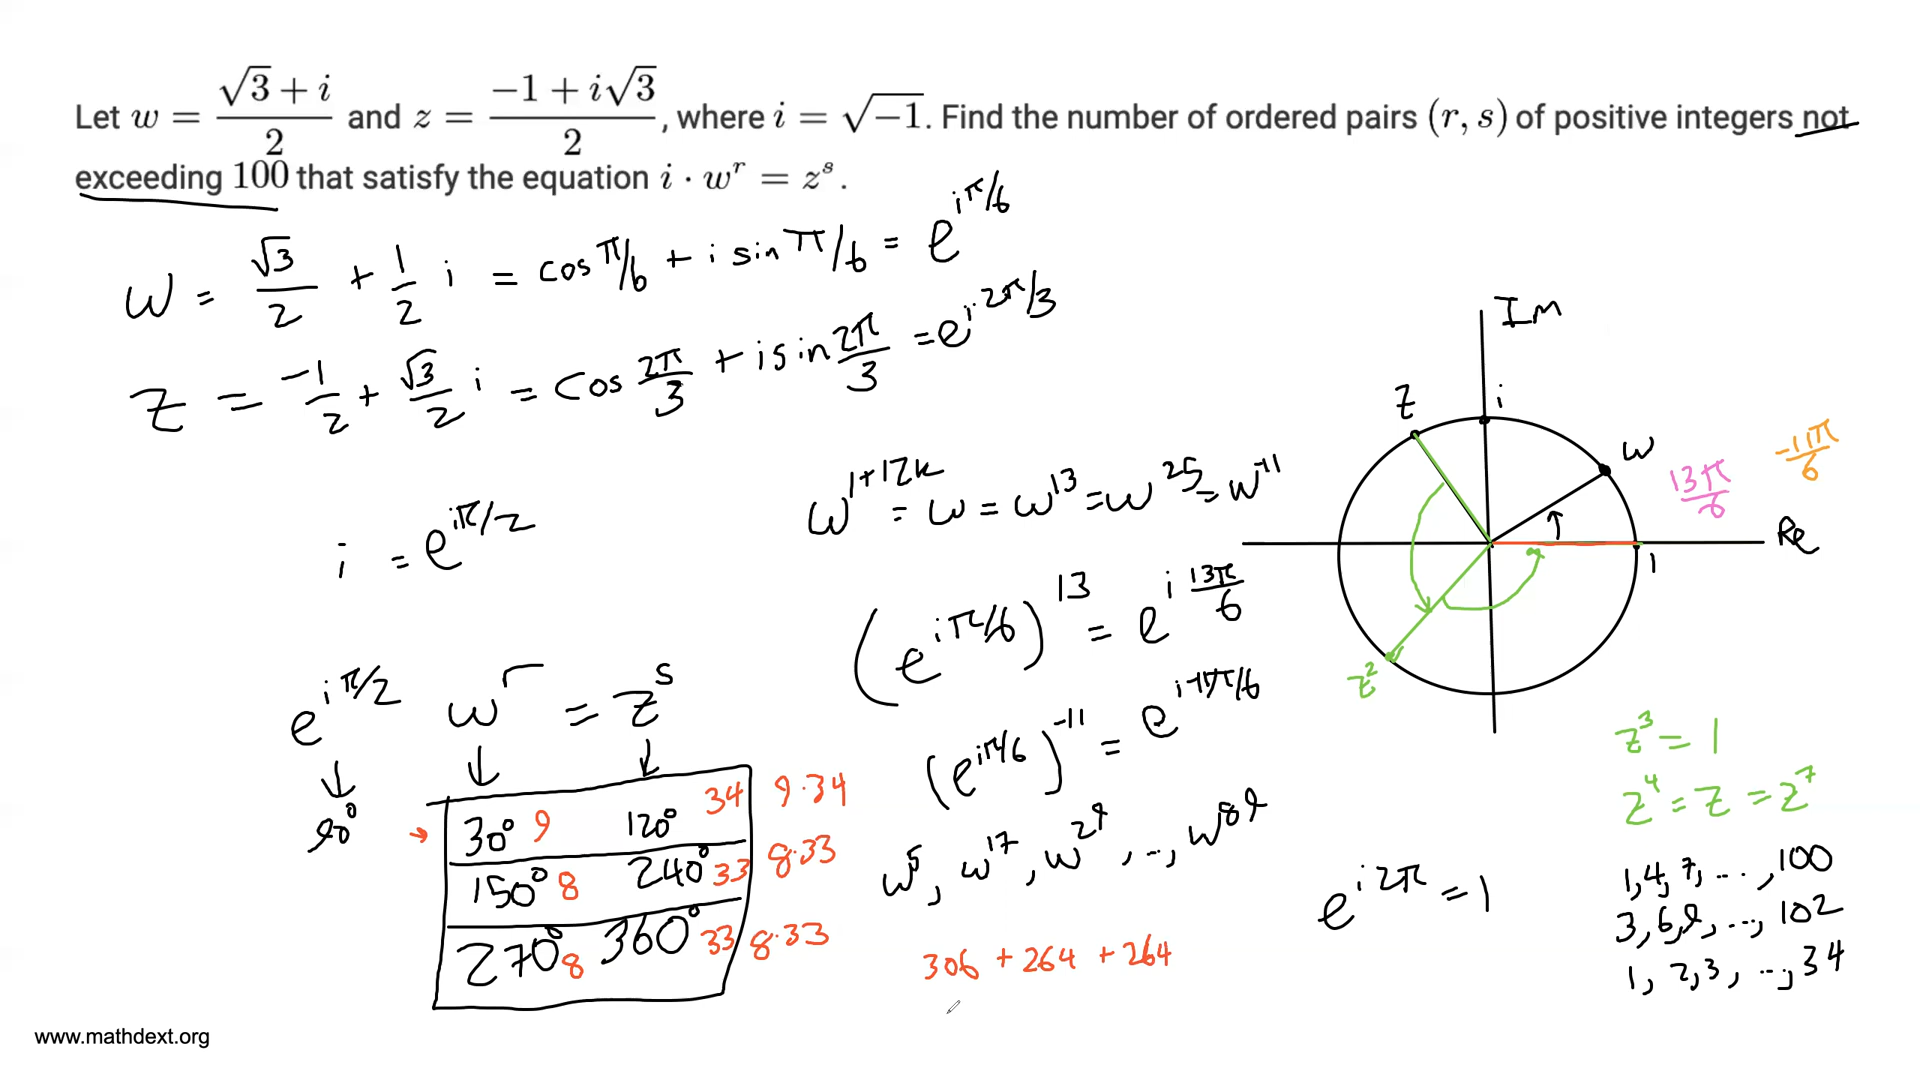 Let w = (√3 + i)/2 and z = (−1 + i√3)/2, where i = √−1. Find the number of ordered pairs (r, s) of positive integers not
exceeding 100 that satisfy the equation i · w^r = z^s.
w = √3/2 + 1/2 i = cos π/6 + i sin π/6 = e^(iπ/6)
z = −1/2 + √3/2 i = cos 2π/3 + i sin 2π/3 = e^(i2π/3)
i = e^(iπ/2)
e^(iπ/2) w^r = z^s
90°
30° 9 120° 34 9·34
150° 8 240° 33 8·33
270° 8 360° 33 8·33
w^(1+12k) = w = w^13 = w^25 = w^−11
(e^(iπ/6))^13 = e^(i 13π/6)
(e^(iπ/6))^−11 = e^(i −11π/6)
w^5, w^17, w^29, ..., w^89
306 + 264 + 264
e^(i2π) = 1
Im
z
i
w
13π/6
−11π/6
Re
1
z^2
z^3 = 1
z^4 = z = z^7
1, 4, 7, ..., 100
3, 6, 9, ..., 102
1, 2, 3, ..., 34
www.mathdext.org